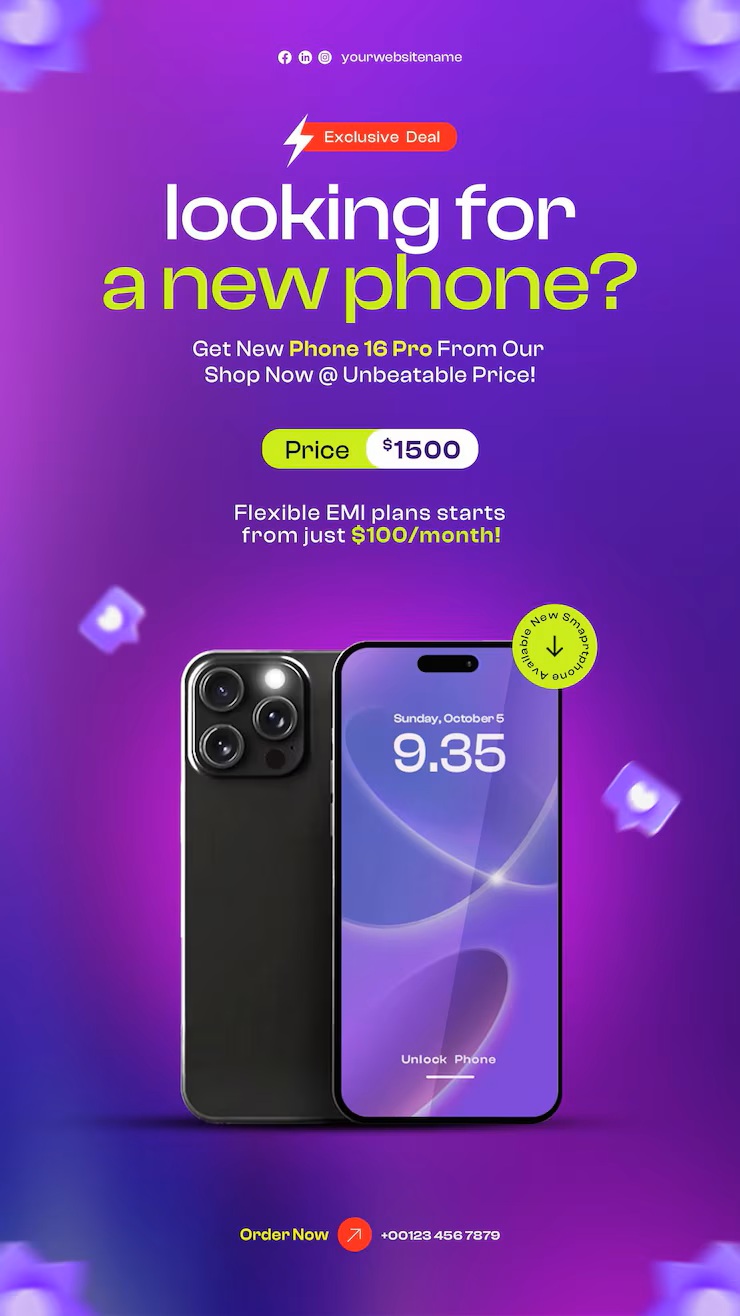 yourwebsitename
Exclusive Deal
looking for
a new phone?
Get New Phone 16 Pro From Our
Shop Now @ Unbeatable Price!
Price $1500
Flexible EMI plans starts
from just $100/month!
Available New Smaprtphone
Sunday, October 5
9.35
Unlock Phone
Order Now +00123 456 7879